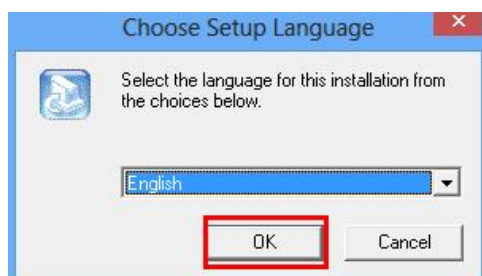 Choose Setup Language
Select the language for this installation from
the choices below.
English
OK
Cancel